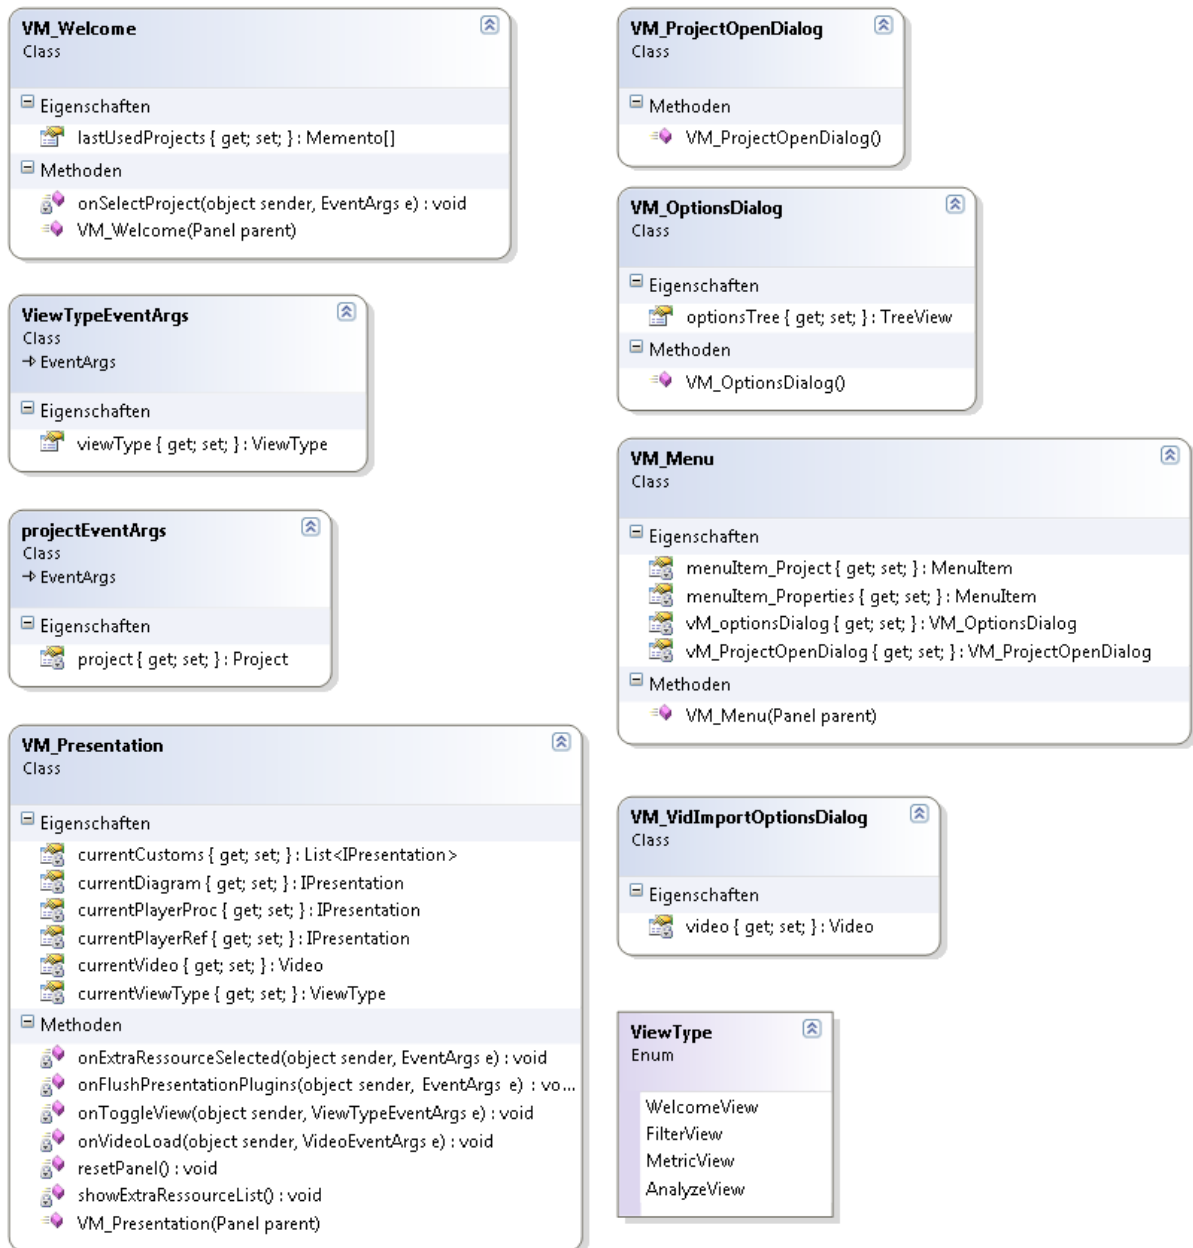 VM_Welcome
Class
Eigenschaften
lastUsedProjects { get; set; } : Memento[]
Methoden
onSelectProject(object sender, EventArgs e) : void
VM_Welcome(Panel parent)
ViewTypeEventArgs
Class
EventArgs
Eigenschaften
viewType { get; set; } : ViewType
projectEventArgs
Class
EventArgs
Eigenschaften
project { get; set; } : Project
VM_Presentation
Class
Eigenschaften
currentCustoms { get; set; } : List<IPresentation>
currentDiagram { get; set; } : IPresentation
currentPlayerProc { get; set; } : IPresentation
currentPlayerRef { get; set; } : IPresentation
currentVideo { get; set; } : Video
currentViewType { get; set; } : ViewType
Methoden
onExtraRessourceSelected(object sender, EventArgs e) : void
onFlushPresentationPlugins(object sender, EventArgs e) : vo...
onToggleView(object sender, ViewTypeEventArgs e) : void
onVideoLoad(object sender, VideoEventArgs e) : void
resetPanel() : void
showExtraRessourceList() : void
VM_Presentation(Panel parent)
VM_ProjectOpenDialog
Class
Methoden
VM_ProjectOpenDialog()
VM_OptionsDialog
Class
Eigenschaften
optionsTree { get; set; } : TreeView
Methoden
VM_OptionsDialog()
VM_Menu
Class
Eigenschaften
menuItem_Project { get; set; } : MenuItem
menuItem_Properties { get; set; } : MenuItem
vM_optionsDialog { get; set; } : VM_OptionsDialog
vM_ProjectOpenDialog { get; set; } : VM_ProjectOpenDialog
Methoden
VM_Menu(Panel parent)
VM_VidImportOptionsDialog
Class
Eigenschaften
video { get; set; } : Video
ViewType
Enum
WelcomeView
FilterView
MetricView
AnalyzeView